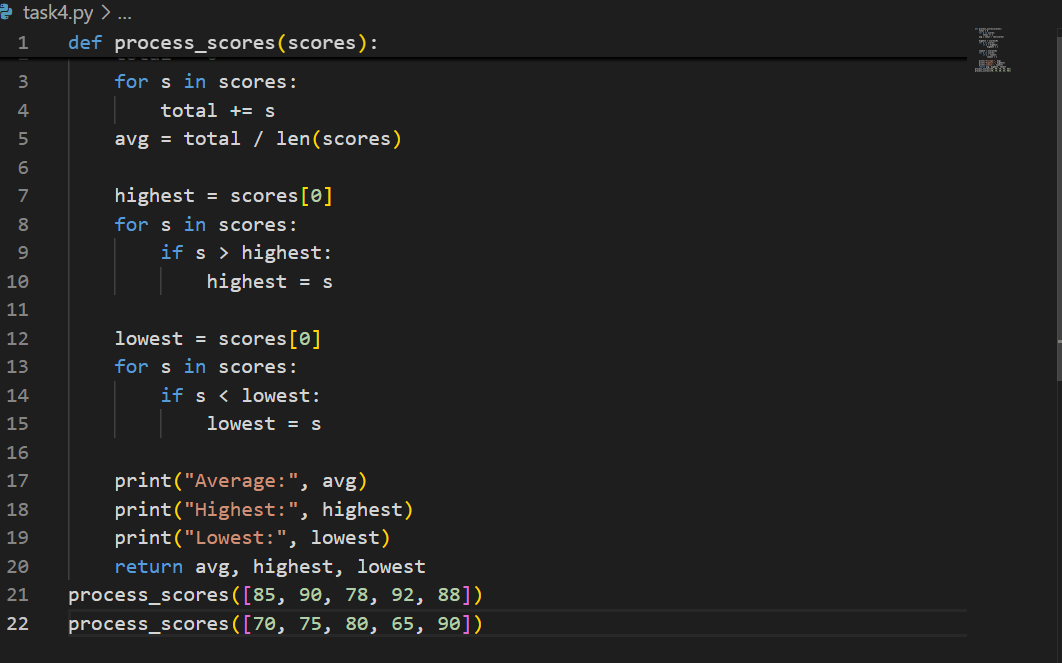 task4.py > ...
1 def process_scores(scores):
3     for s in scores:
4         total += s
5     avg = total / len(scores)
6
7     highest = scores[0]
8     for s in scores:
9         if s > highest:
10             highest = s
11
12     lowest = scores[0]
13     for s in scores:
14         if s < lowest:
15             lowest = s
16
17     print("Average:", avg)
18     print("Highest:", highest)
19     print("Lowest:", lowest)
20     return avg, highest, lowest
21 process_scores([85, 90, 78, 92, 88])
22 process_scores([70, 75, 80, 65, 90])